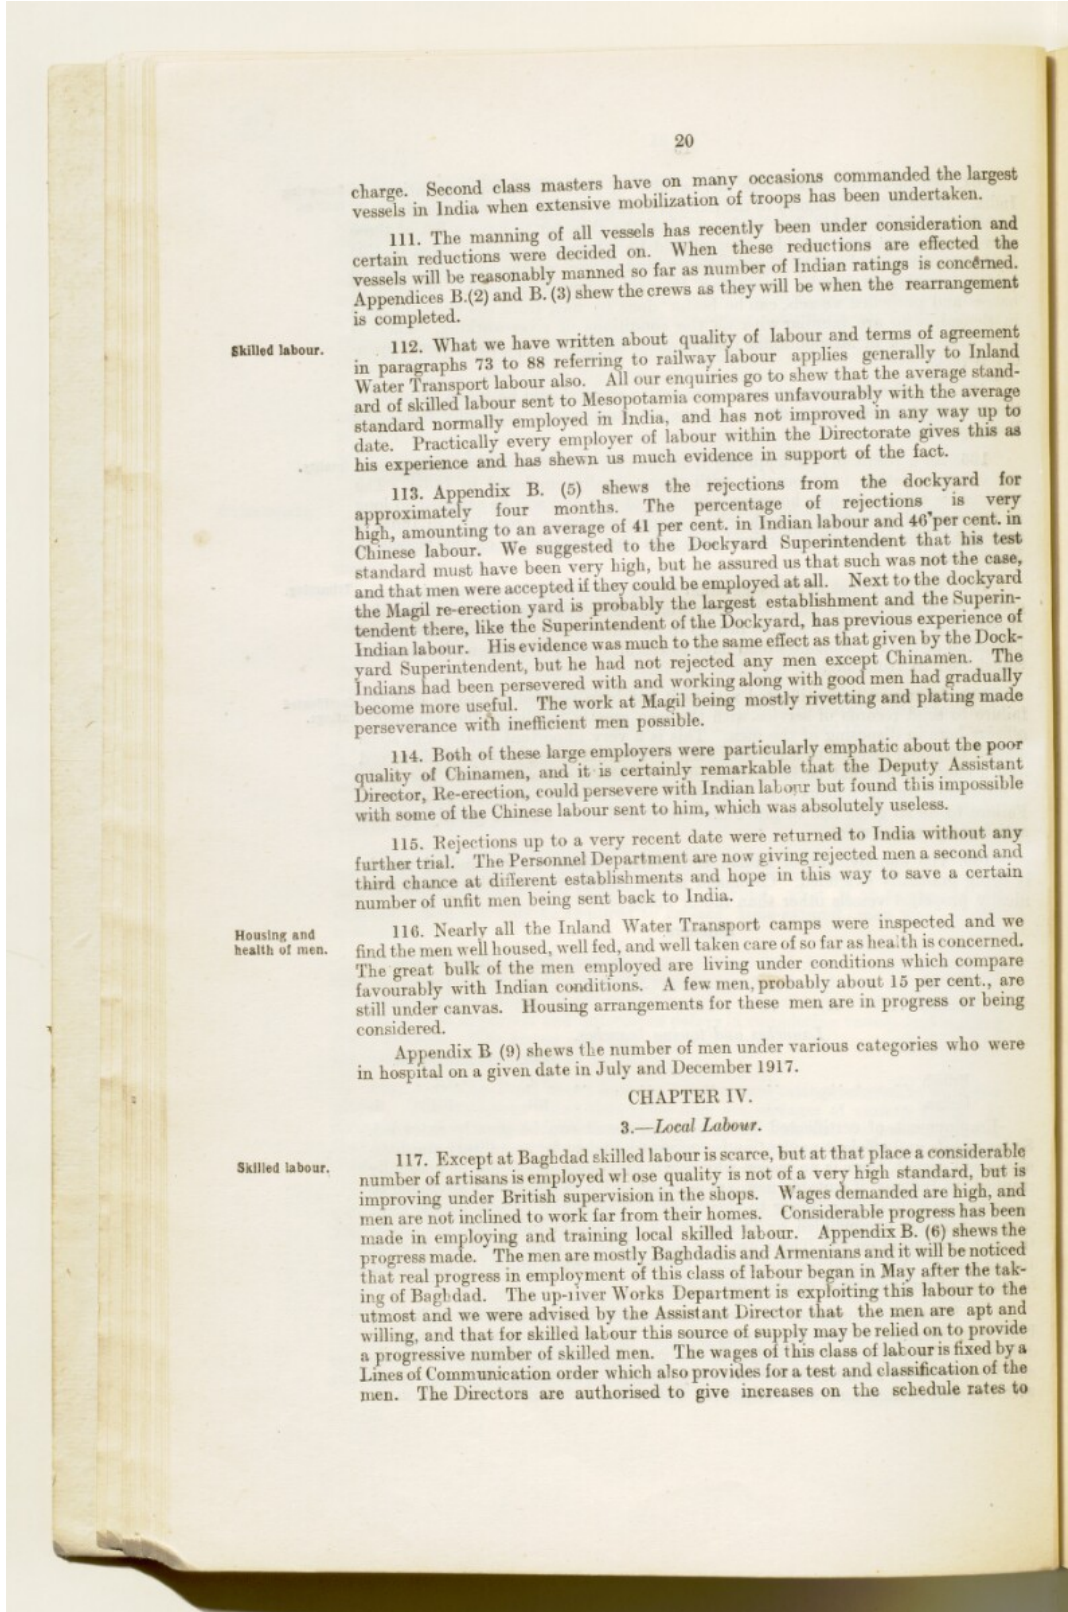 20
charge. Second class masters have on many occasions commanded the largest
vessels in India when extensive mobilization of troops has been undertaken.
111. The manning of all vessels has recently been under consideration and
certain reductions were decided on. When these reductions are effected the
vessels will be reasonably manned so far as number of Indian ratings is concerned.
Appendices B.(2) and B. (3) shew the crews as they will be when the rearrangement
is completed.
Skilled labour.
112. What we have written about quality of labour and terms of agreement
in paragraphs 73 to 88 referring to railway labour applies generally to Inland
Water Transport labour also. All our enquiries go to shew that the average stand-
ard of skilled labour sent to Mesopotamia compares unfavourably with the average
standard normally employed in India, and has not improved in any way up to
date. Practically every employer of labour within the Directorate gives this as
his experience and has shewn us much evidence in support of the fact.
113. Appendix B. (5) shews the rejections from the dockyard for
approximately four months. The percentage of rejections is very
high, amounting to an average of 41 per cent. in Indian labour and 46 per cent. in
Chinese labour. We suggested to the Dockyard Superintendent that his test
standard must have been very high, but he assured us that such was not the case,
and that men were accepted if they could be employed at all. Next to the dockyard
the Magil re-erection yard is probably the largest establishment and the Superin-
tendent there, like the Superintendent of the Dockyard, has previous experience of
Indian labour. His evidence was much to the same effect as that given by the Dock-
yard Superintendent, but he had not rejected any men except Chinamen. The
Indians had been persevered with and working along with good men had gradually
become more useful. The work at Magil being mostly rivetting and plating made
perseverance with inefficient men possible.
114. Both of these large employers were particularly emphatic about the poor
quality of Chinamen, and it is certainly remarkable that the Deputy Assistant
Director, Re-erection, could persevere with Indian labour but found this impossible
with some of the Chinese labour sent to him, which was absolutely useless.
115. Rejections up to a very recent date were returned to India without any
further trial. The Personnel Department are now giving rejected men a second and
third chance at different establishments and hope in this way to save a certain
number of unfit men being sent back to India.
Housing and
health of men.
116. Nearly all the Inland Water Transport camps were inspected and we
find the men well housed, well fed, and well taken care of so far as health is concerned.
The great bulk of the men employed are living under conditions which compare
favourably with Indian conditions. A few men, probably about 15 per cent., are
still under canvas. Housing arrangements for these men are in progress or being
considered.
Appendix B (9) shews the number of men under various categories who were
in hospital on a given date in July and December 1917.
CHAPTER IV.
3.—Local Labour.
Skilled labour.
117. Except at Baghdad skilled labour is scarce, but at that place a considerable
number of artisans is employed whose quality is not of a very high standard, but is
improving under British supervision in the shops. Wages demanded are high, and
men are not inclined to work far from their homes. Considerable progress has been
made in employing and training local skilled labour. Appendix B. (6) shews the
progress made. The men are mostly Baghdadis and Armenians and it will be noticed
that real progress in employment of this class of labour began in May after the tak-
ing of Baghdad. The up-river Works Department is exploiting this labour to the
utmost and we were advised by the Assistant Director that the men are apt and
willing, and that for skilled labour this source of supply may be relied on to provide
a progressive number of skilled men. The wages of this class of labour is fixed by a
Lines of Communication order which also provides for a test and classification of the
men. The Directors are authorised to give increases on the schedule rates to